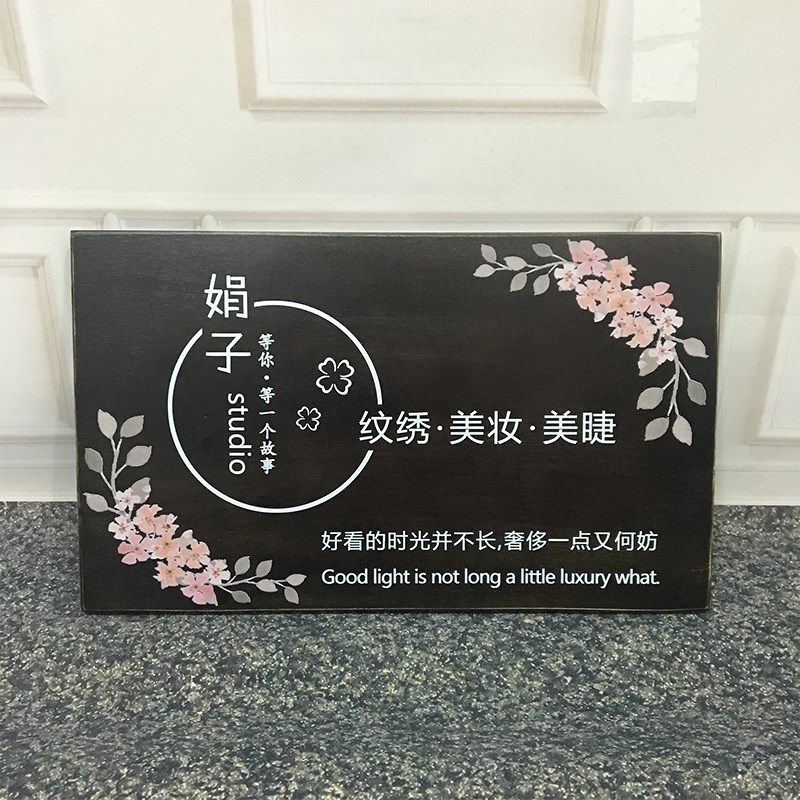 娟子
studio
等你·等一个故事
纹绣·美妆·美睫
好看的时光并不长,奢侈一点又何妨
Good light is not long a little luxury what.